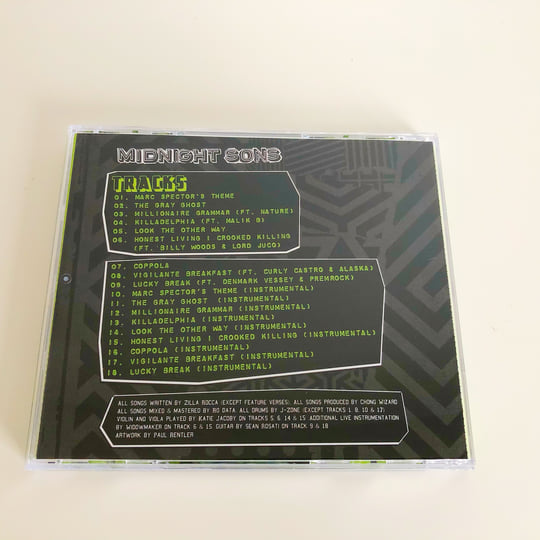 MIDNIGHT SONS
TRACKS
01. MARC SPECTOR'S THEME
02. THE GRAY GHOST
03. MILLIONAIRE GRAMMAR (FT. NATURE)
04. KILLADELPHIA (FT. MALIK B)
05. LOOK THE OTHER WAY
06. HONEST LIVING | CROOKED KILLING
(FT. BILLY WOODS & LORD JUCO)
07. COPPOLA
08. VIGILANTE BREAKFAST (FT. CURLY CASTRO & ALASKA)
09. LUCKY BREAK (FT. DENMARK VESSEY & PREMROCK)
10. MARC SPECTOR'S THEME (INSTRUMENTAL)
11. THE GRAY GHOST (INSTRUMENTAL)
12. MILLIONAIRE GRAMMAR (INSTRUMENTAL)
13. KILLADELPHIA (INSTRUMENTAL)
14. LOOK THE OTHER WAY (INSTRUMENTAL)
15. HONEST LIVING | CROOKED KILLING (INSTRUMENTAL)
16. COPPOLA (INSTRUMENTAL)
17. VIGILANTE BREAKFAST (INSTRUMENTAL)
18. LUCKY BREAK (INSTRUMENTAL)
ALL SONGS WRITTEN BY ZILLA ROCCA (EXCEPT FEATURE VERSES). ALL SONGS PRODUCED BY CHONG WIZARD
ALL SONGS MIXED & MASTERED BY BO DATA. ALL DRUMS BY J-ZONE (EXCEPT TRACKS 1, 8, 10 & 17)
VIOLIN AND VIOLA PLAYED BY KATIE JACOBY ON TRACKS 5, 6, 14 & 15. ADDITIONAL LIVE INSTRUMENTATION
BY WIDOWMAKER ON TRACK 6 & 15. GUITAR BY SEAN BOSATI ON TRACK 9 & 18
ARTWORK BY PAUL RENTLER